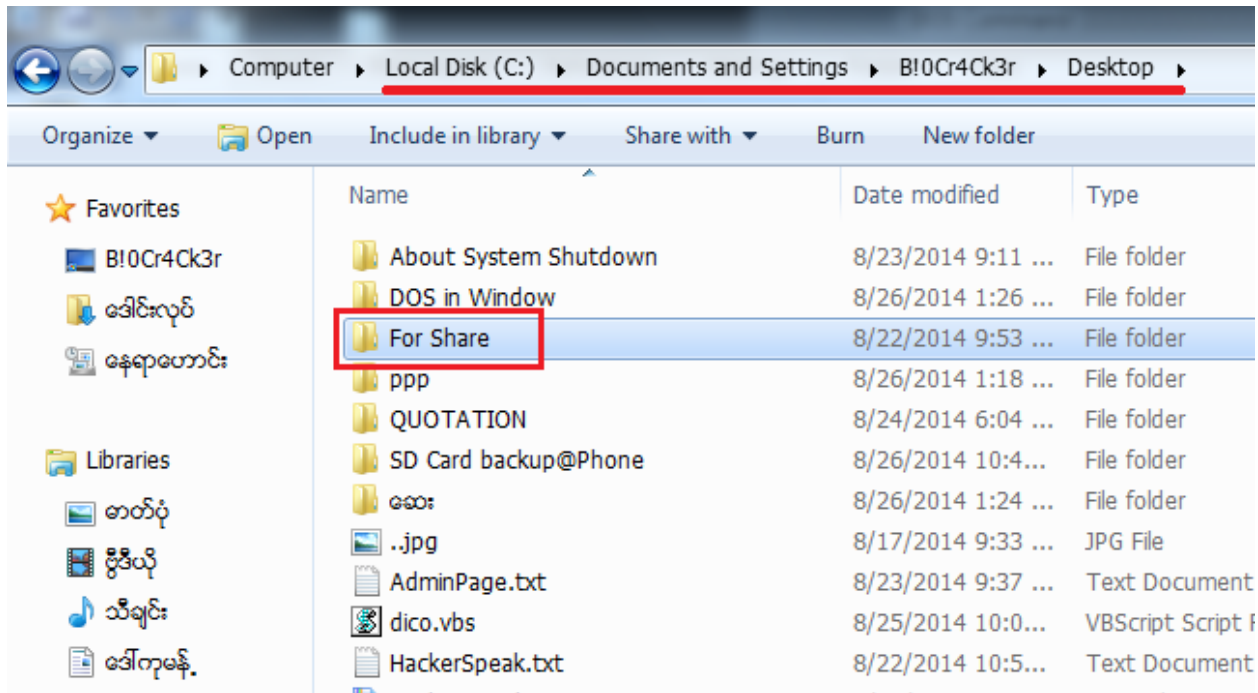 Computer Local Disk (C:) Documents and Settings B!0Cr4Ck3r Desktop
Organize Open Include in library Share with Burn New folder
Favorites
B!0Cr4Ck3r
ဒေါင်းလုပ်
နေရာဟောင်း
Libraries
ဓာတ်ပုံ
ဗွီဒီယို
သီချင်း
ဒေါ်ကုမန့်
Name Date modified Type
About System Shutdown 8/23/2014 9:11 ... File folder
DOS in Window 8/26/2014 1:26 ... File folder
For Share 8/22/2014 9:53 ... File folder
ppp 8/26/2014 1:18 ... File folder
QUOTATION 8/24/2014 6:04 ... File folder
SD Card backup@Phone 8/26/2014 10:4... File folder
ဆေး 8/26/2014 1:24 ... File folder
..jpg 8/17/2014 9:33 ... JPG File
AdminPage.txt 8/23/2014 9:37 ... Text Document
dico.vbs 8/25/2014 10:0... VBScript Script
HackerSpeak.txt 8/22/2014 10:5... Text Document